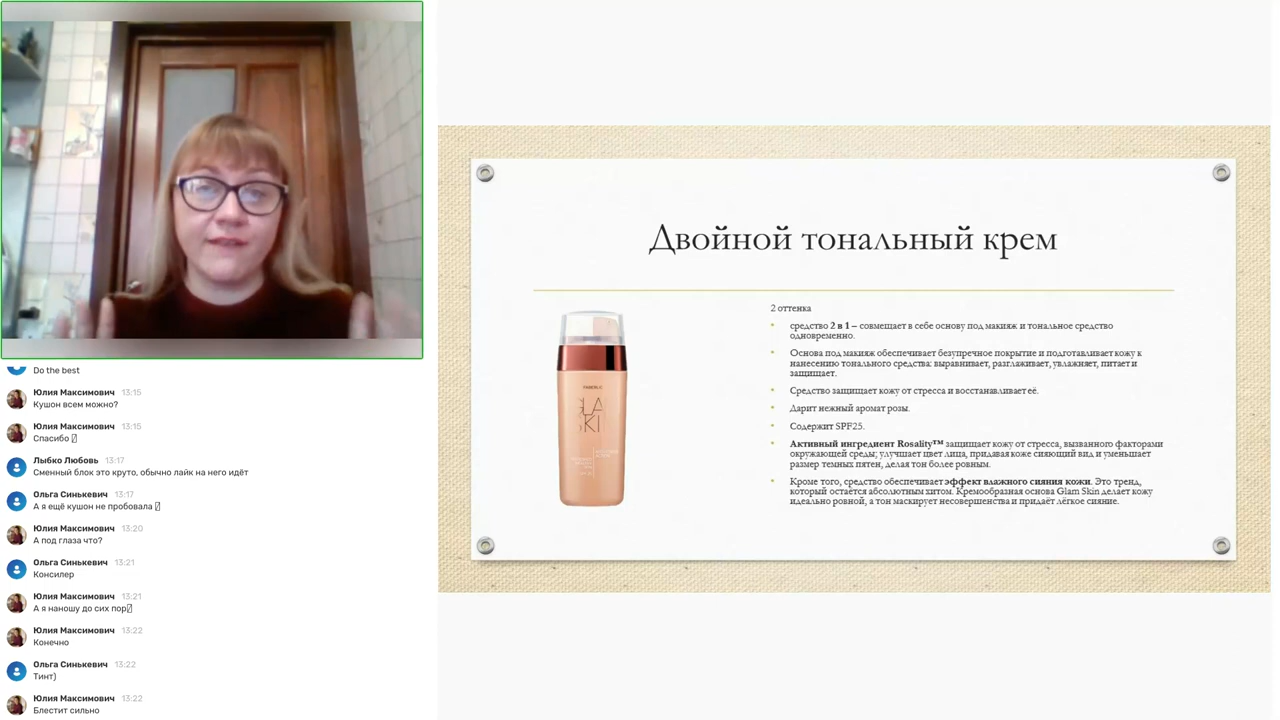 Do the best
Юлия Максимович 13:15
Кушон всем можно?
Юлия Максимович 13:15
Спасибо
Лыбко Любовь 13:17
Сменный блок это круто, обычно лайк на него идёт
Ольга Синькевич 13:17
А я ещё кушон не пробовала
Юлия Максимович 13:20
А под глаза что?
Ольга Синькевич 13:21
Консилер
Юлия Максимович 13:21
А я наношу до сих пор
Юлия Максимович 13:22
Конечно
Ольга Синькевич 13:22
Тинт)
Юлия Максимович 13:22
Блестит сильно
Двойной тональный крем
FABERLIC
GLA
SKI
2 оттенка
• средство 2 в 1 – совмещает в себе основу под макияж и тональное средство
одновременно.
• Основа под макияж обеспечивает безупречное покрытие и подготавливает кожу к
нанесению тонального средства: выравнивает, разглаживает, увлажняет, питает и
защищает.
• Средство защищает кожу от стресса и восстанавливает её.
• Дарит нежный аромат розы.
• Содержит SPF25.
• Активный ингредиент Rosality™ защищает кожу от стресса, вызванного факторами
окружающей среды; улучшает цвет лица, придавая коже сияющий вид и уменьшает
размер темных пятен, делая тон более ровным.
• Кроме того, средство обеспечивает эффект влажного сияния кожи. Это тренд,
который остаётся абсолютным хитом. Кремообразная основа Glam Skin делает кожу
идеально ровной, а тон маскирует несовершенства и придаёт лёгкое сияние.